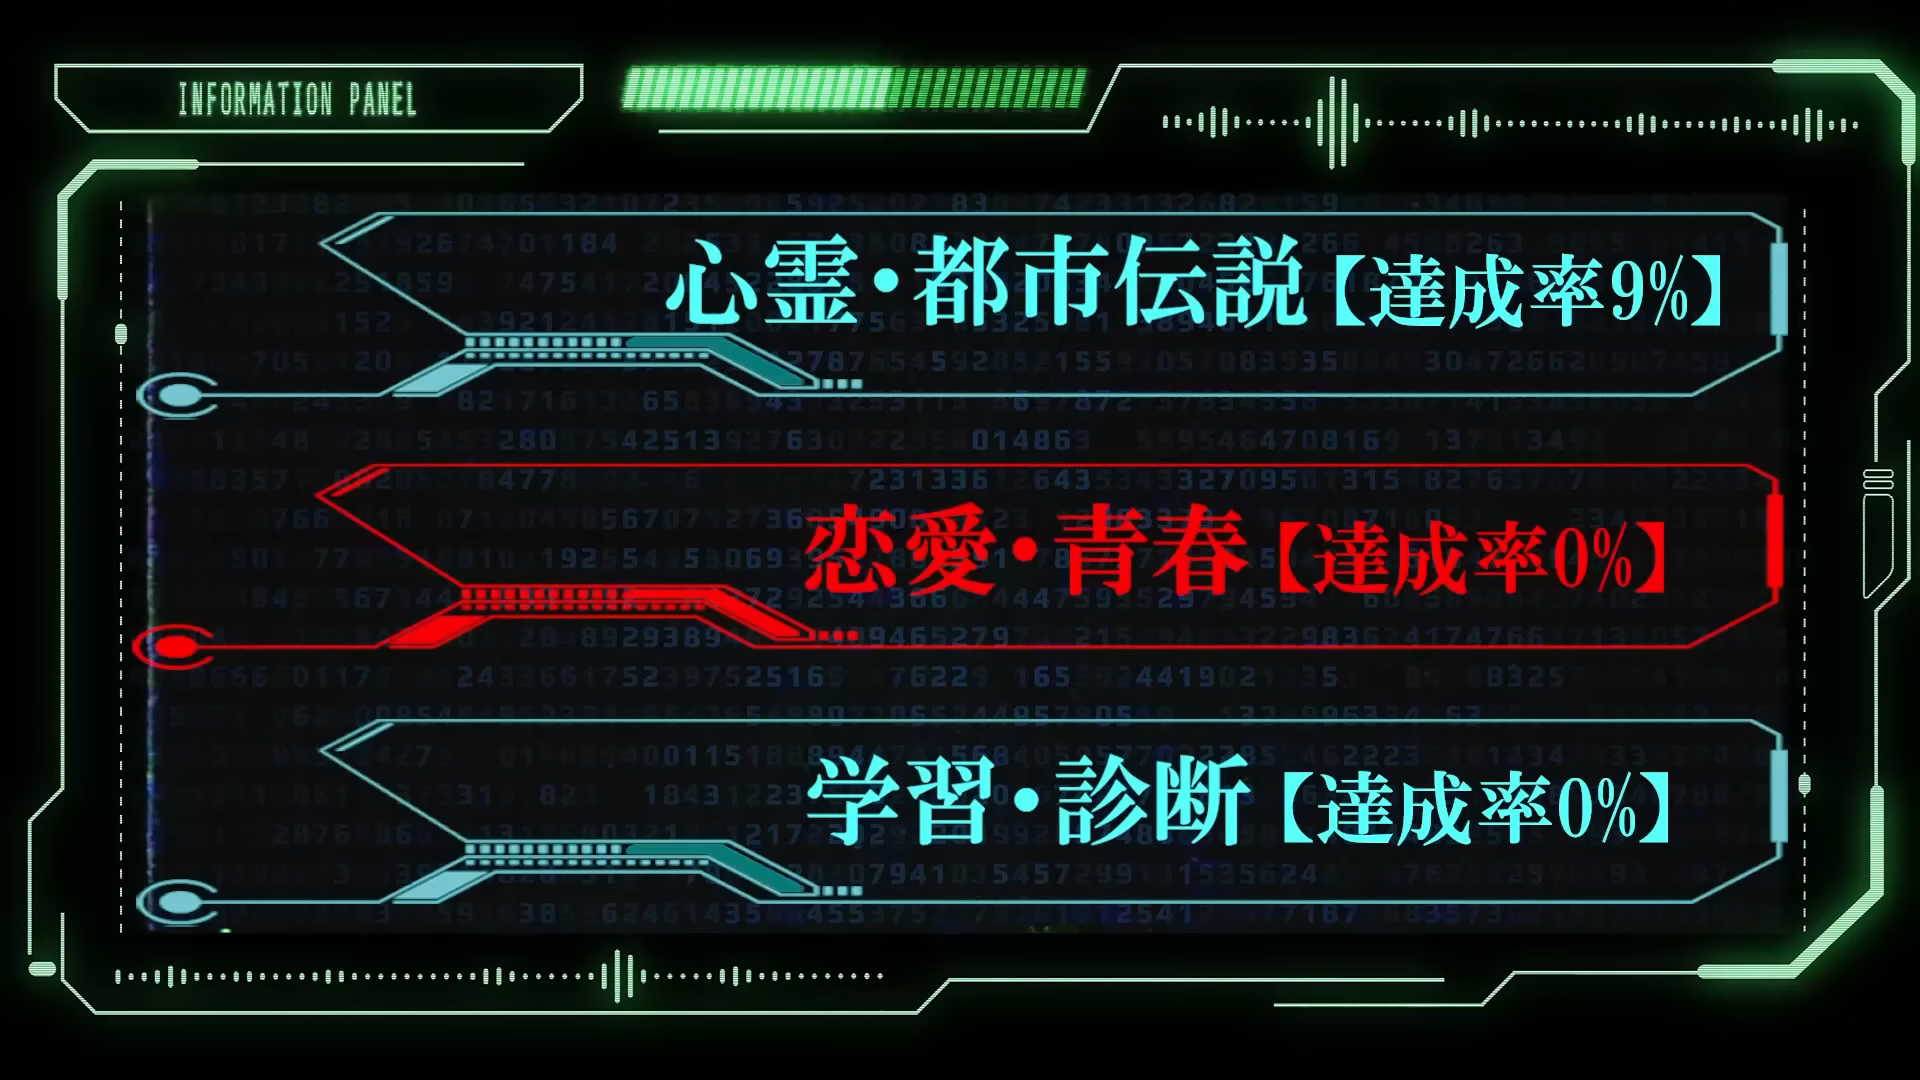 INFORMATION PANEL
心霊・都市伝説【達成率9%】
恋愛・青春【達成率0%】
学習・診断【達成率0%】